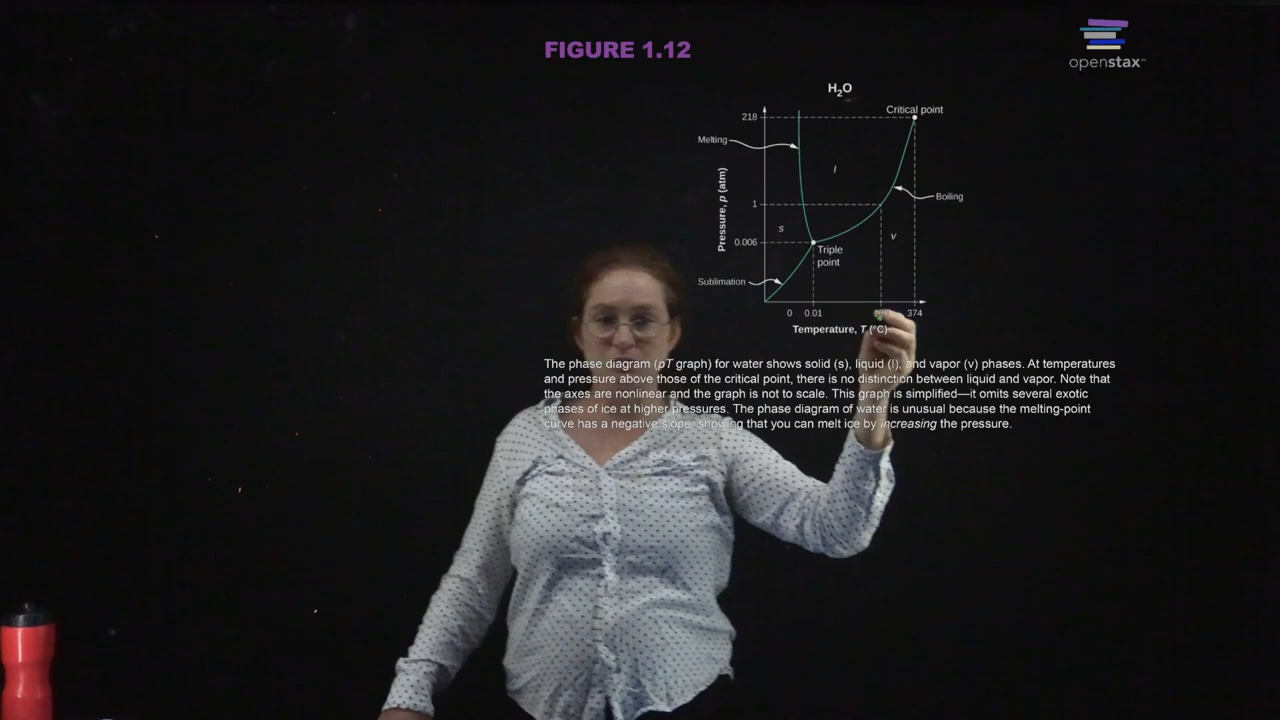 FIGURE 1.12
openstax™
H₂O
Critical point
218
Melting
l
Boiling
Pressure, p (atm)
1
s
v
0.006
Triple
point
Sublimation
0
0.01
374
Temperature, T (°C)
The phase diagram (pT graph) for water shows solid (s), liquid (l), and vapor (v) phases. At temperatures
and pressure above those of the critical point, there is no distinction between liquid and vapor. Note that
the axes are nonlinear and the graph is not to scale. This graph is simplified—it omits several exotic
phases of ice at higher pressures. The phase diagram of water is unusual because the melting-point
curve has a negative slope, showing that you can melt ice by increasing the pressure.